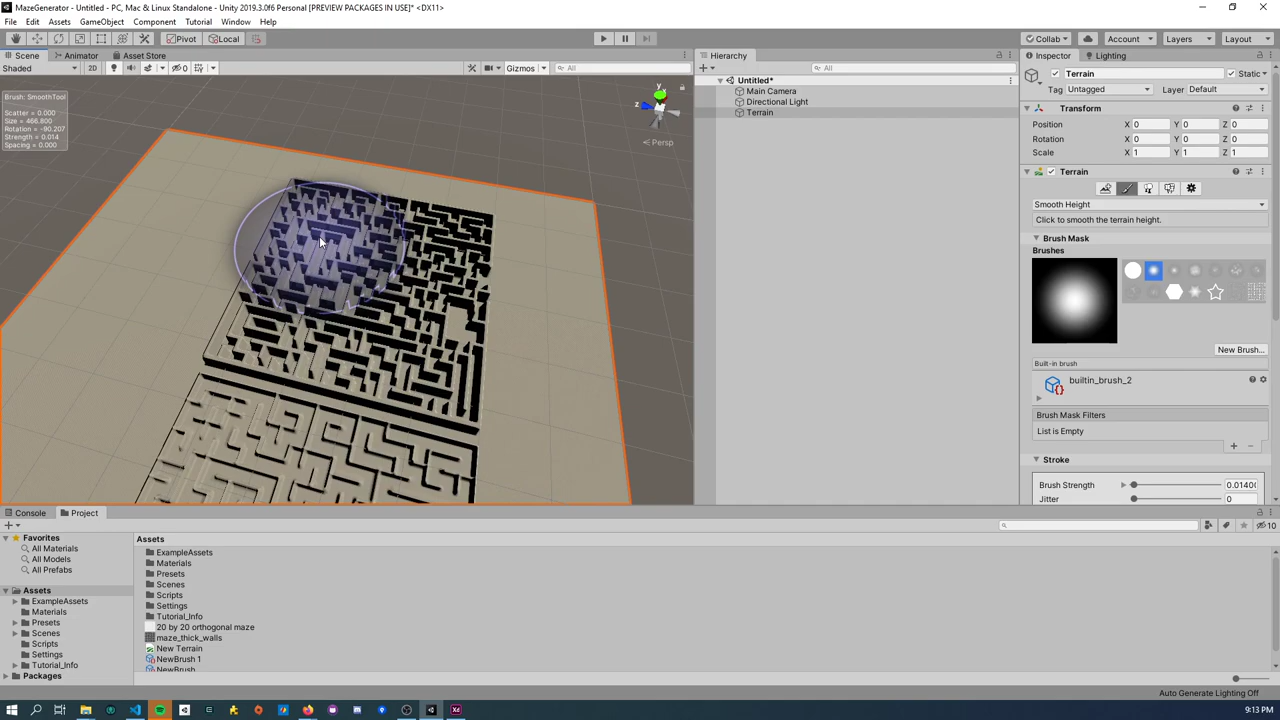 MazeGenerator - Untitled - PC, Mac & Linux Standalone - Unity 2019.3.0f6 Personal [PREVIEW PACKAGES IN USE]* <DX11>
File Edit Assets GameObject Component Tutorial Window Help
Pivot Local Collab Account Layers Layout
Scene Animator Asset Store
Shaded 2D 0 Gizmos All
Brush: SmoothTool
Scatter = 0.000
Size = 466.800
Rotation = -90.207
Strength = 0.014
Spacing = 0.000
y
z
Persp
Hierarchy
All
Untitled*
Main Camera
Directional Light
Terrain
Inspector Lighting
Terrain Static
Tag Untagged Layer Default
Transform
Position X 0 Y 0 Z 0
Rotation X 0 Y 0 Z 0
Scale X 1 Y 1 Z 1
Terrain
Smooth Height
Click to smooth the terrain height.
Brush Mask
Brushes
New Brush...
Built-in brush
builtin_brush_2
Brush Mask Filters
List is Empty
Stroke
Brush Strength 0.0140
Jitter 0
Console Project
10
Favorites
All Materials
All Models
All Prefabs
Assets
ExampleAssets
Materials
Presets
Scenes
Scripts
Settings
Tutorial_Info
Packages
Assets
ExampleAssets
Materials
Presets
Scenes
Scripts
Settings
Tutorial_Info
20 by 20 orthogonal maze
maze_thick_walls
New Terrain
NewBrush 1
NewBrush
Auto Generate Lighting Off
9:13 PM